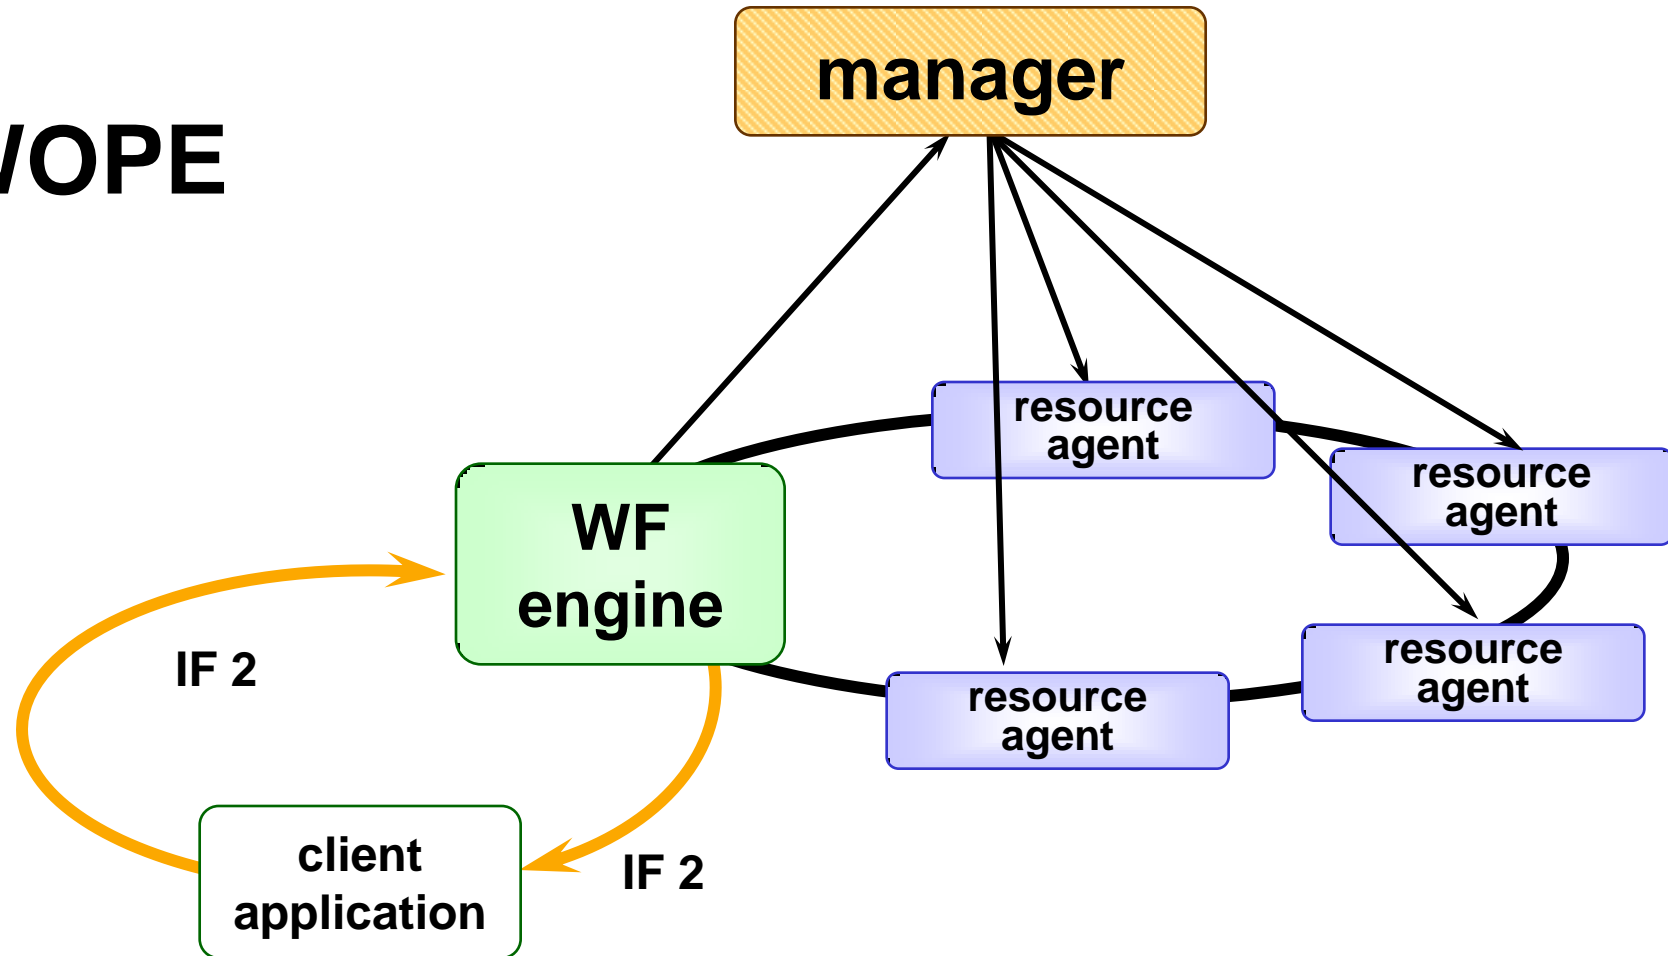 manager
OPE
resource
agent
resource
agent
WF
engine
IF 2
resource
agent
resource
agent
client
application
IF 2